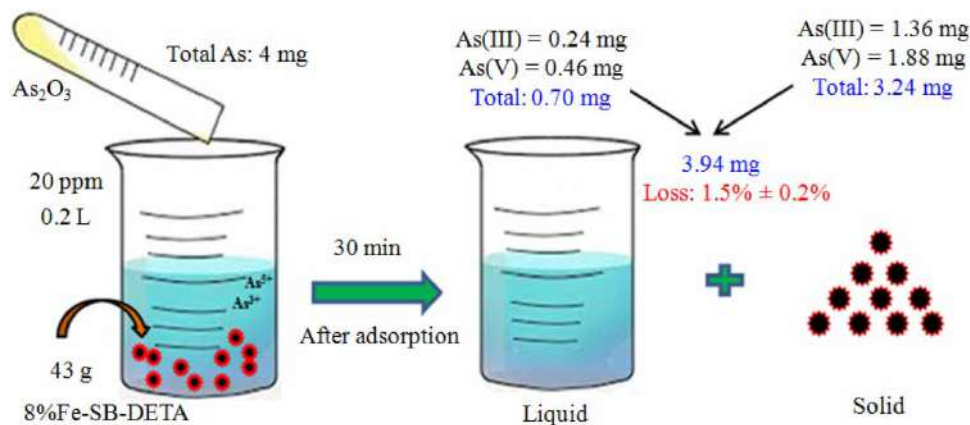 Total As: 4 mg
As₂O₃
20 ppm
0.2 L
As⁵⁺
As³⁺
43 g
8%Fe-SB-DETA
30 min
After adsorption
As(III) = 0.24 mg
As(V) = 0.46 mg
Total: 0.70 mg
As(III) = 1.36 mg
As(V) = 1.88 mg
Total: 3.24 mg
3.94 mg
Loss: 1.5% ± 0.2%
Liquid
Solid